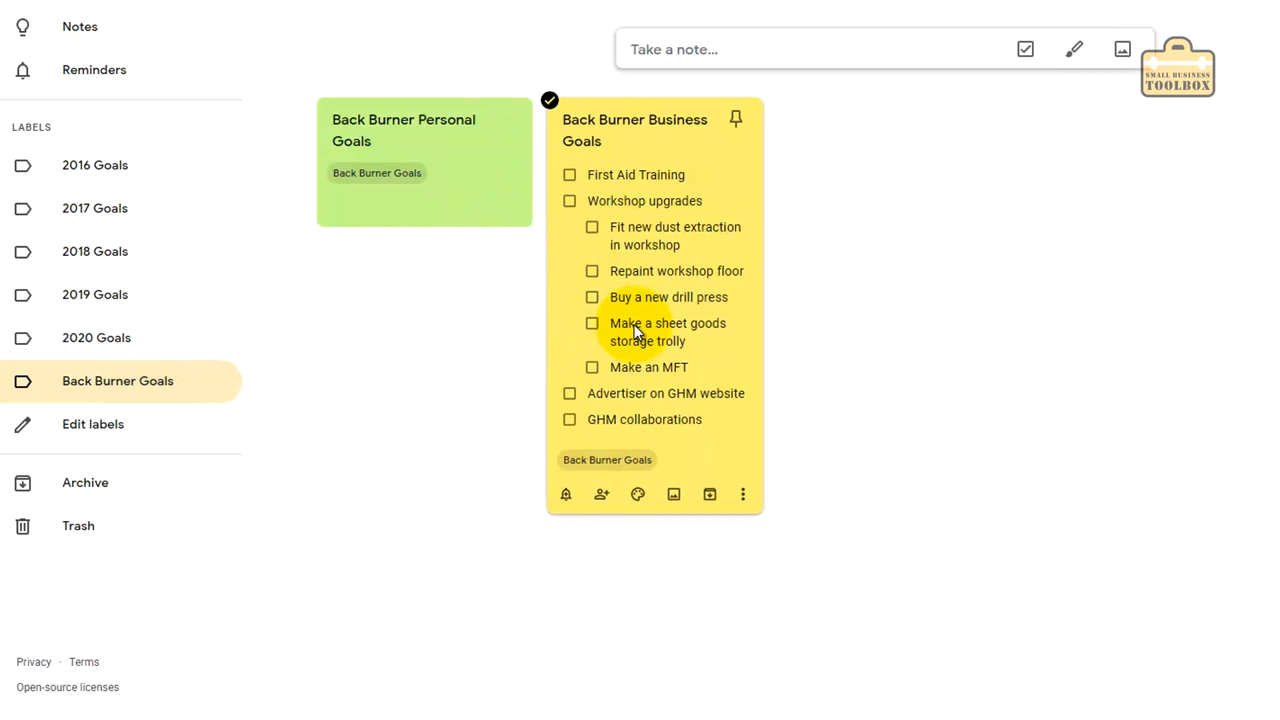 Notes
Reminders
LABELS
2016 Goals
2017 Goals
2018 Goals
2019 Goals
2020 Goals
Back Burner Goals
Edit labels
Archive
Trash
Privacy · Terms
Open-source licenses
Take a note...
SMALL BUSINESS
TOOLBOX
Back Burner Personal
Goals
Back Burner Goals
Back Burner Business
Goals
First Aid Training
Workshop upgrades
Fit new dust extraction
in workshop
Repaint workshop floor
Buy a new drill press
Make a sheet goods
storage trolly
Make an MFT
Advertiser on GHM website
GHM collaborations
Back Burner Goals